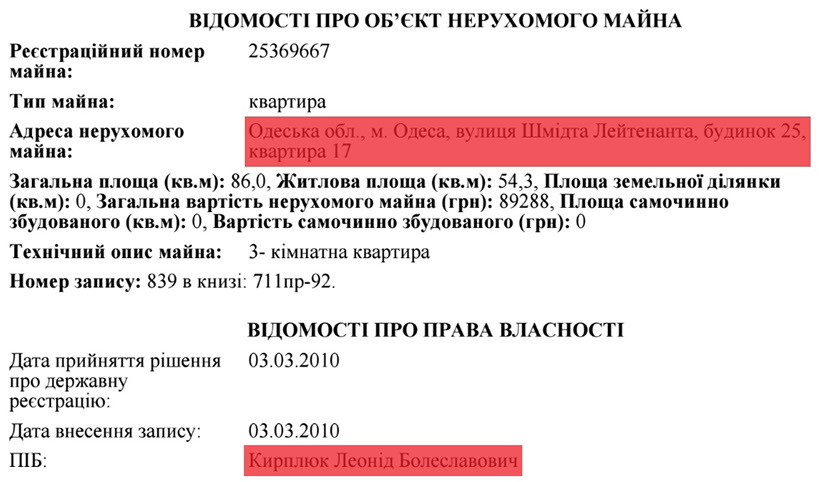 ВІДОМОСТІ ПРО ОБ’ЄКТ НЕРУХОМОГО МАЙНА
Реєстраційний номер майна: 25369667
Тип майна: квартира
Адреса нерухомого майна: Одеська обл., м. Одеса, вулиця Шмідта Лейтенанта, будинок 25, квартира 17
Загальна площа (кв.м): 86,0, Житлова площа (кв.м): 54,3, Площа земельної ділянки
(кв.м): 0, Загальна вартість нерухомого майна (грн): 89288, Площа самочинно
збудованого (кв.м): 0, Вартість самочинно збудованого (грн): 0
Технічний опис майна: 3- кімнатна квартира
Номер запису: 839 в книзі: 711пр-92.
ВІДОМОСТІ ПРО ПРАВА ВЛАСНОСТІ
Дата прийняття рішення про державну реєстрацію: 03.03.2010
Дата внесення запису: 03.03.2010
ПІБ: Кирплюк Леонід Болеславович